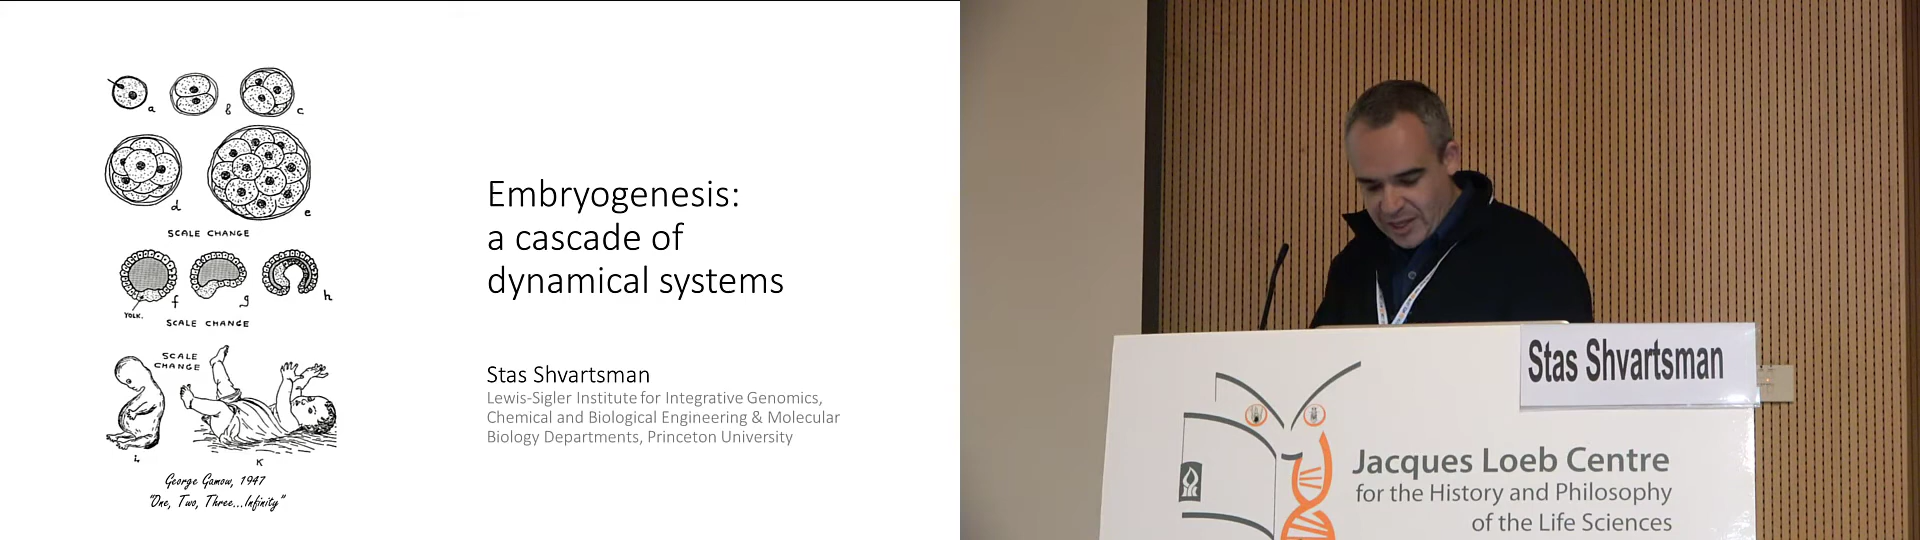 a
b
c
d
e
SCALE CHANGE
f
g
h
YOLK.
SCALE CHANGE
SCALE
CHANGE
K
George Gamow, 1947
"One, Two, Three...Infinity"
Embryogenesis:
a cascade of
dynamical systems
Stas Shvartsman
Lewis-Sigler Institute for Integrative Genomics,
Chemical and Biological Engineering & Molecular
Biology Departments, Princeton University
Stas Shvartsman
Jacques Loeb Centre
for the History and Philosophy
of the Life Sciences